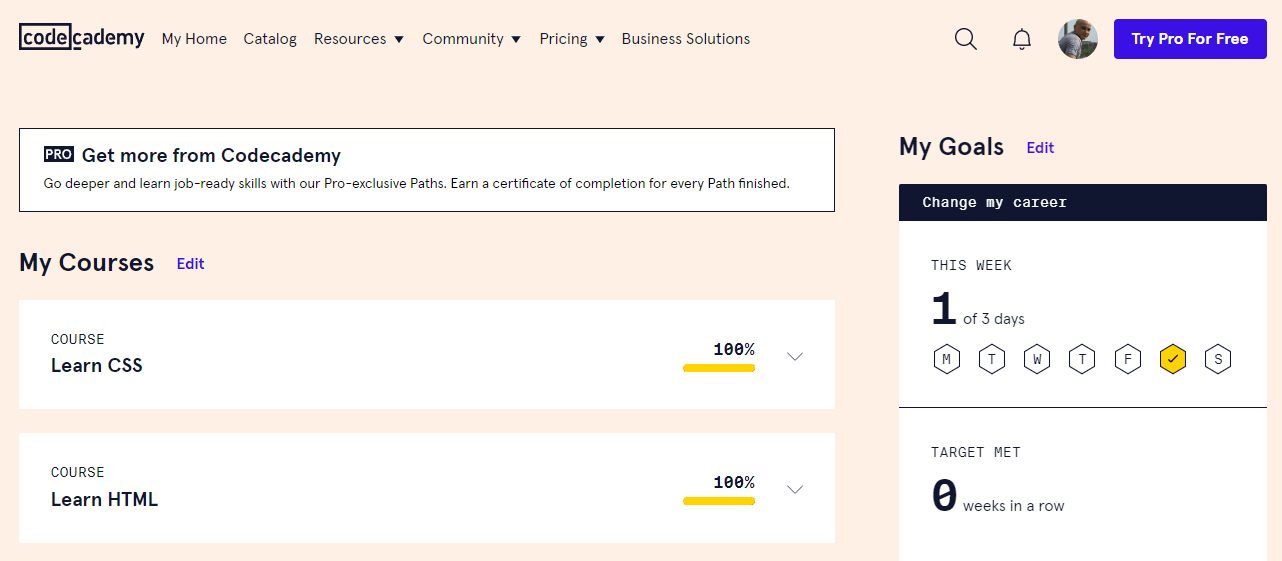 codecademy My Home Catalog Resources Community Pricing Business Solutions Try Pro For Free
PRO Get more from Codecademy
Go deeper and learn job-ready skills with our Pro-exclusive Paths. Earn a certificate of completion for every Path finished.
My Courses Edit
COURSE
Learn CSS
100%
COURSE
Learn HTML
100%
My Goals Edit
Change my career
THIS WEEK
1 of 3 days
M T W T F S
TARGET MET
0 weeks in a row